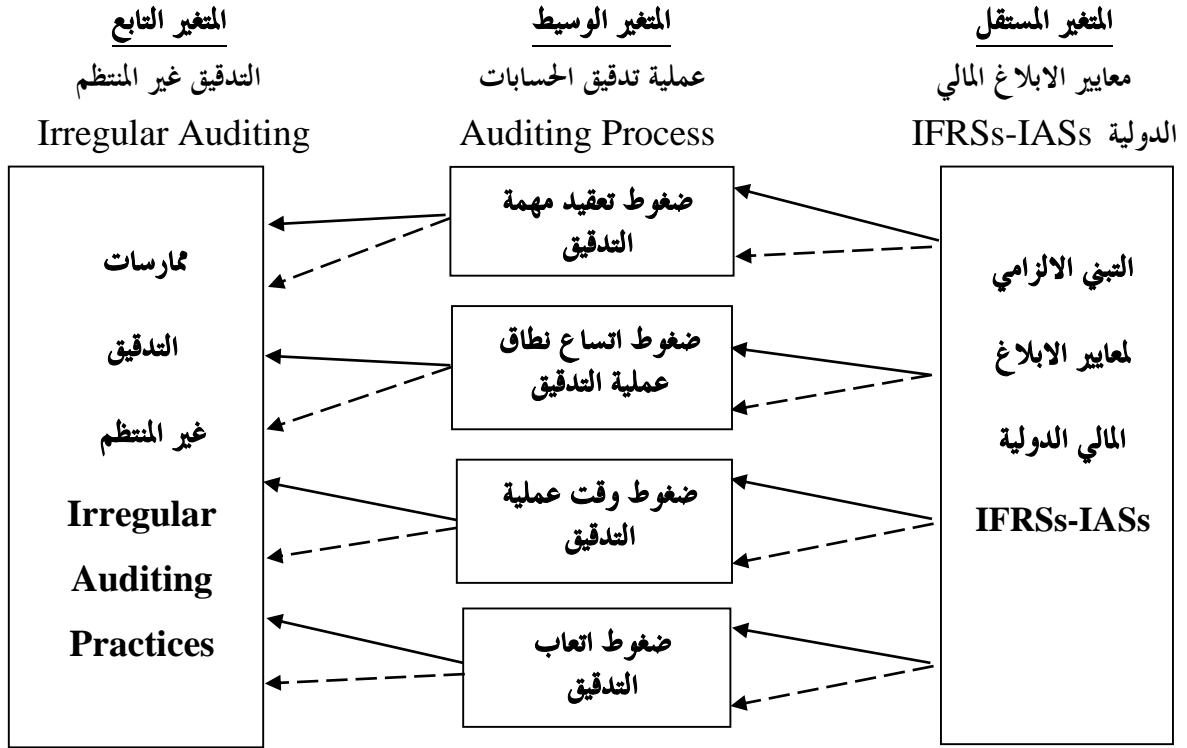 المتغير المستقل
معايير الابلاغ المالي
الدولية IFRSs-IASs
التبني الالزامي
لمعايير الابلاغ
المالي الدولية
IFRSs-IASs
المتغير الوسيط
عملية تدقيق الحسابات
Auditing Process
ضغوط تعقيد مهمة
التدقيق
ضغوط اتساع نطاق
عملية التدقيق
ضغوط وقت عملية
التدقيق
ضغوط اتعاب
التدقيق
المتغير التابع
التدقيق غير المنتظم
Irregular Auditing
ممارسات
التدقيق
غير المنتظم
Irregular
Auditing
Practices